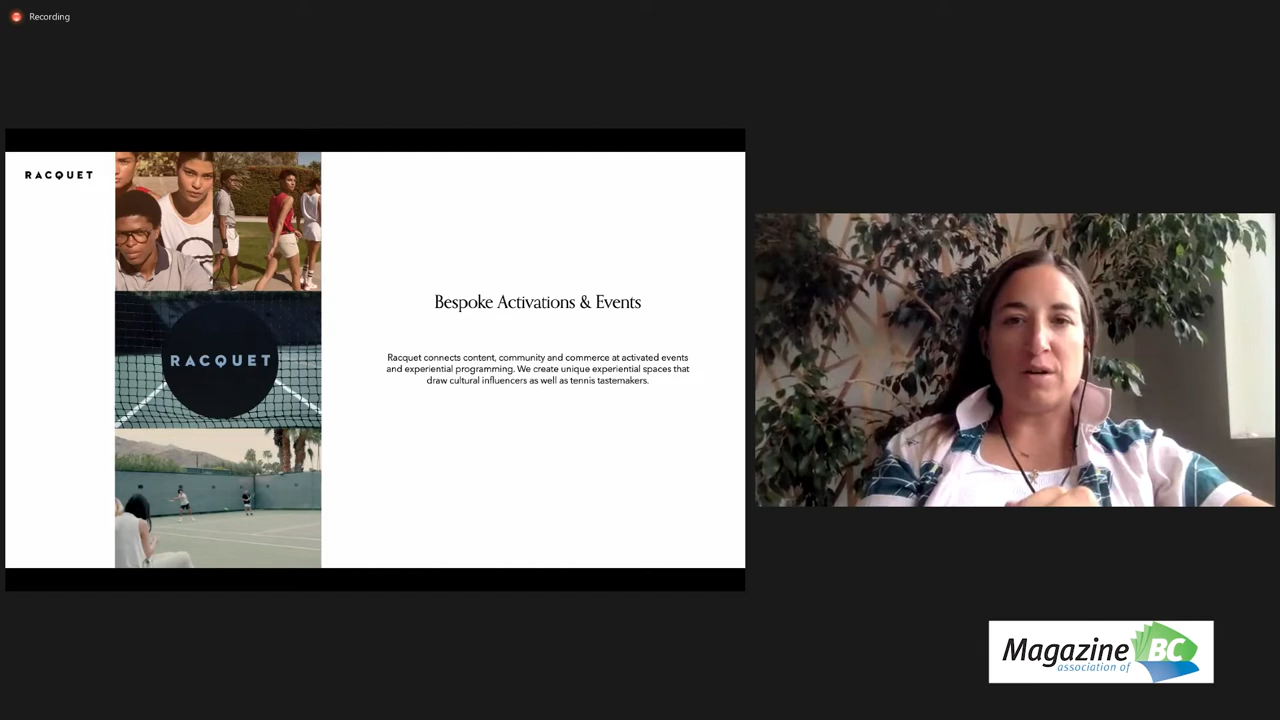 Recording
RACQUET
RACQUET
Bespoke Activations & Events
Racquet connects content, community and commerce at activated events
and experiential programming. We create unique experiential spaces that
draw cultural influencers as well as tennis tastemakers.
Magazine BC
association of